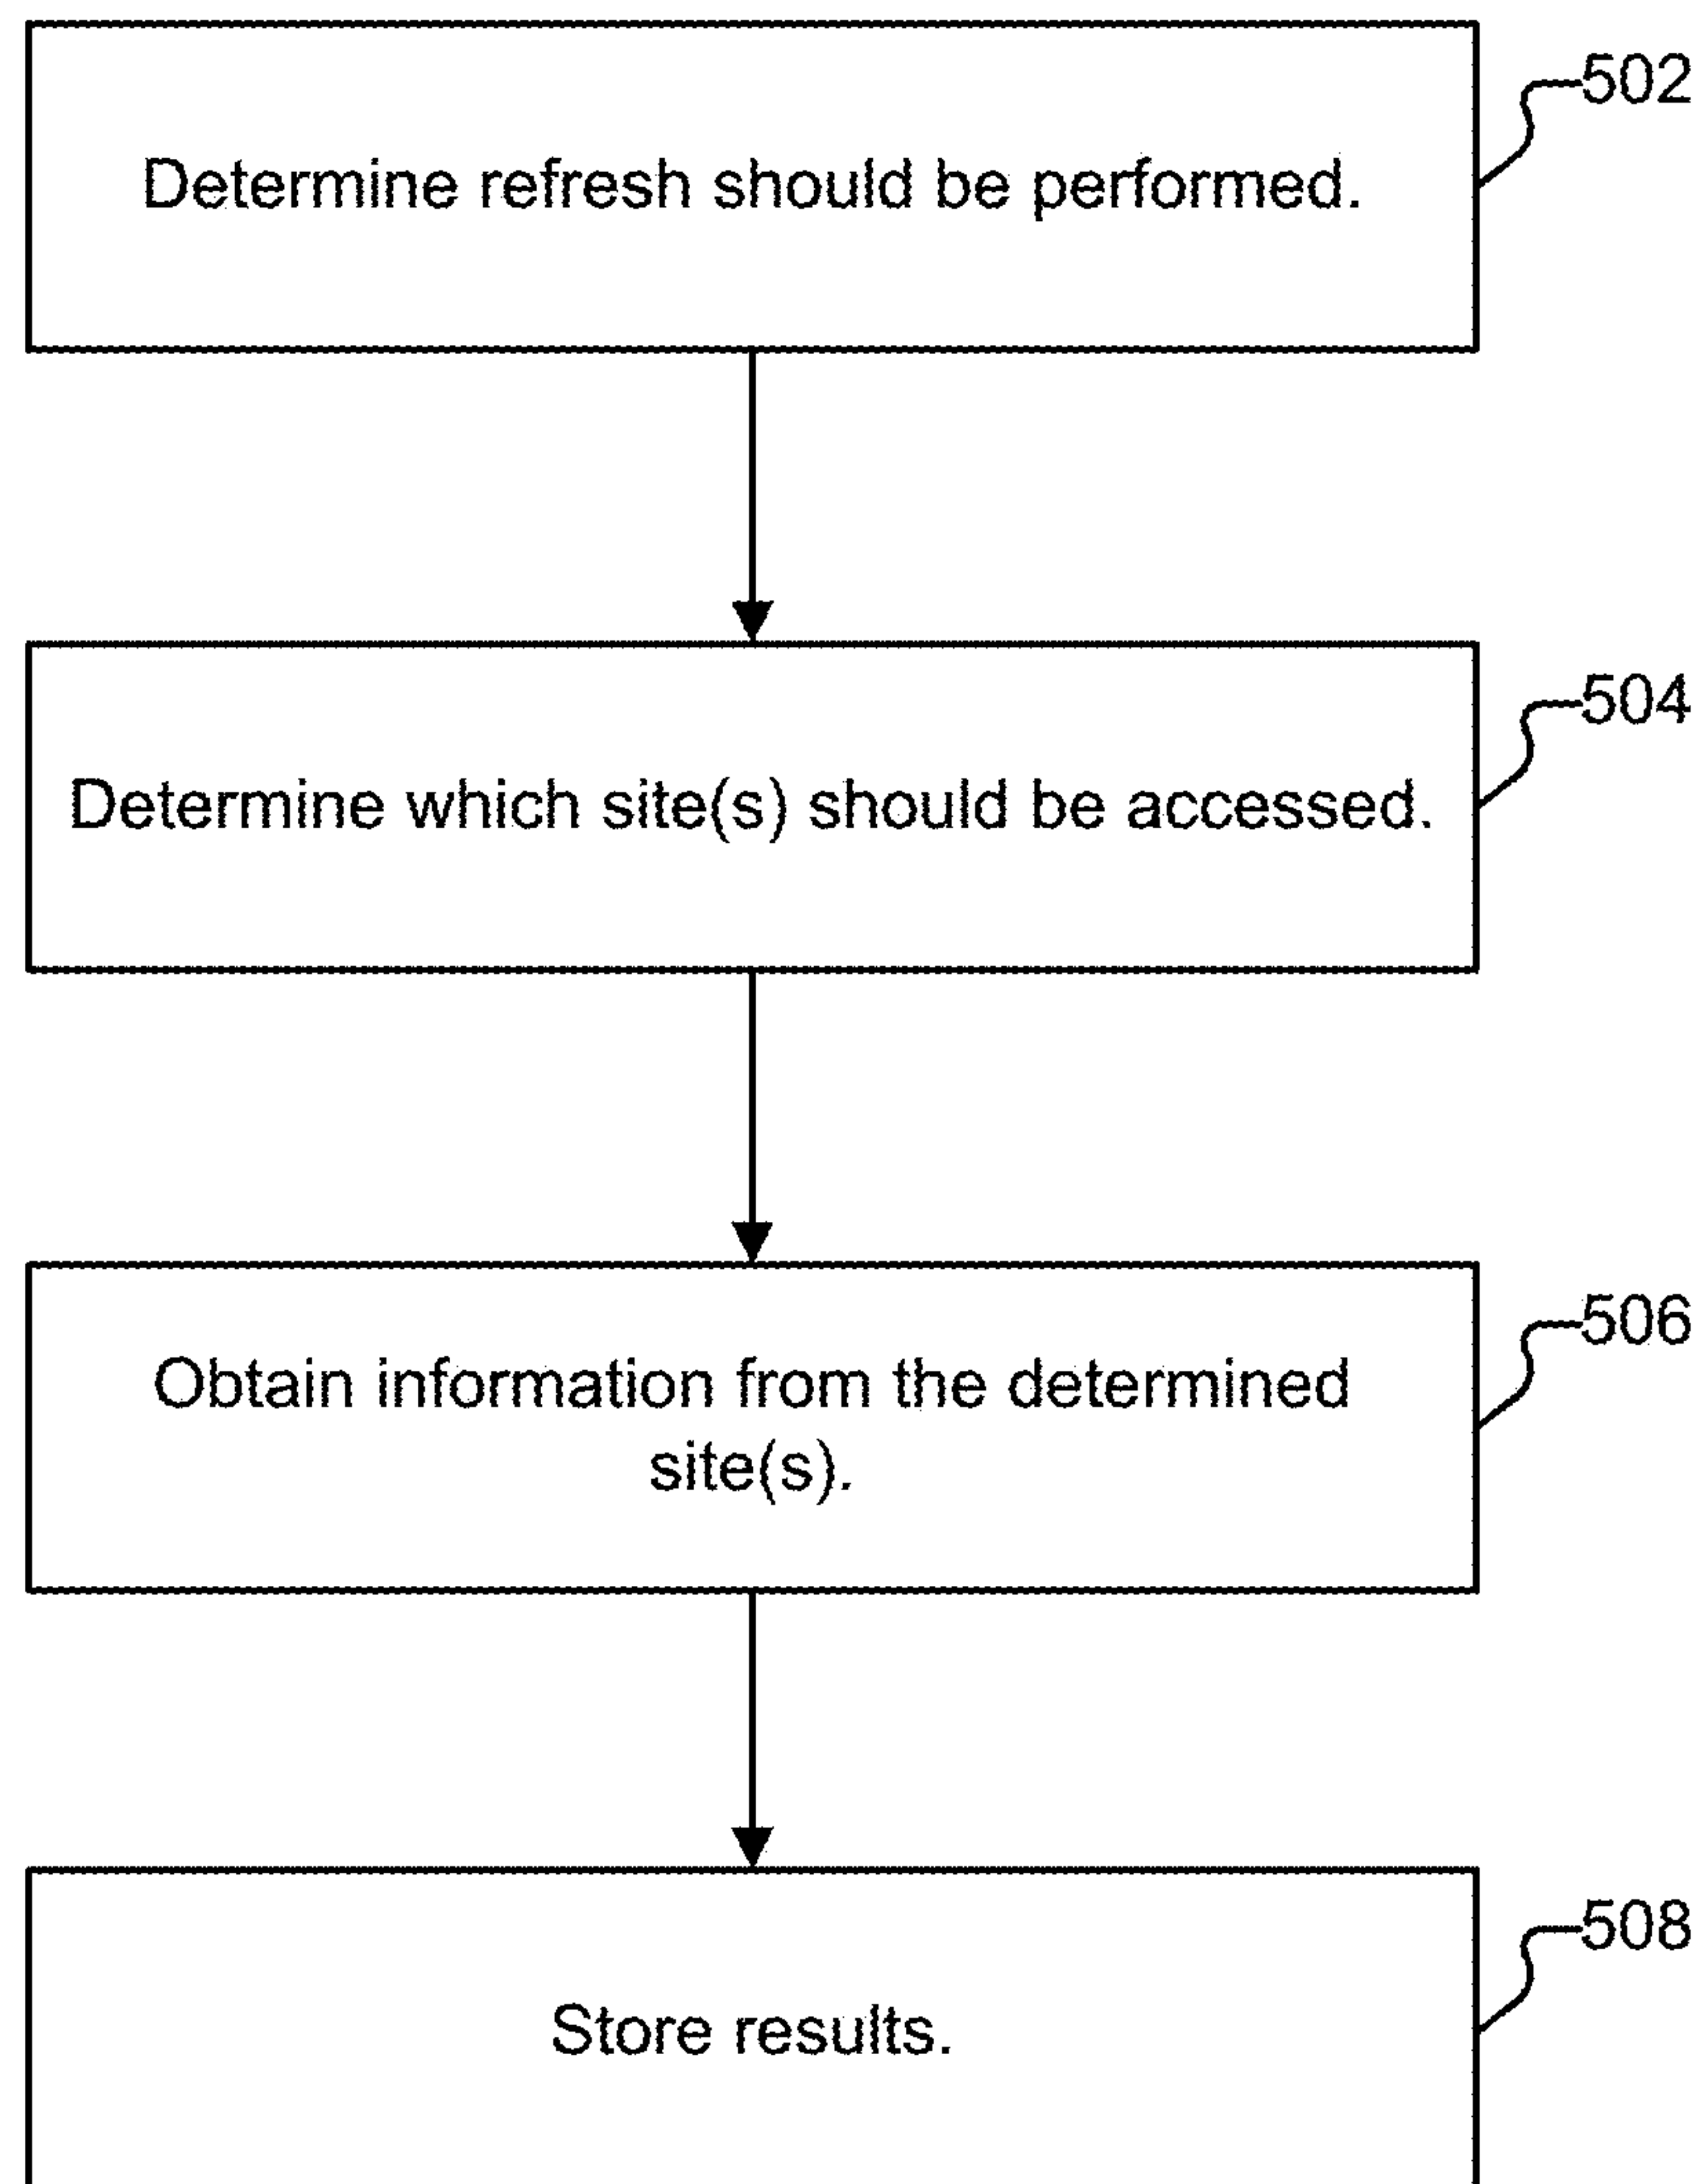 502
Determine refresh should be performed.
504
Determine which site(s) should be accessed.
506
Obtain information from the determined
site(s).
508
Store results.